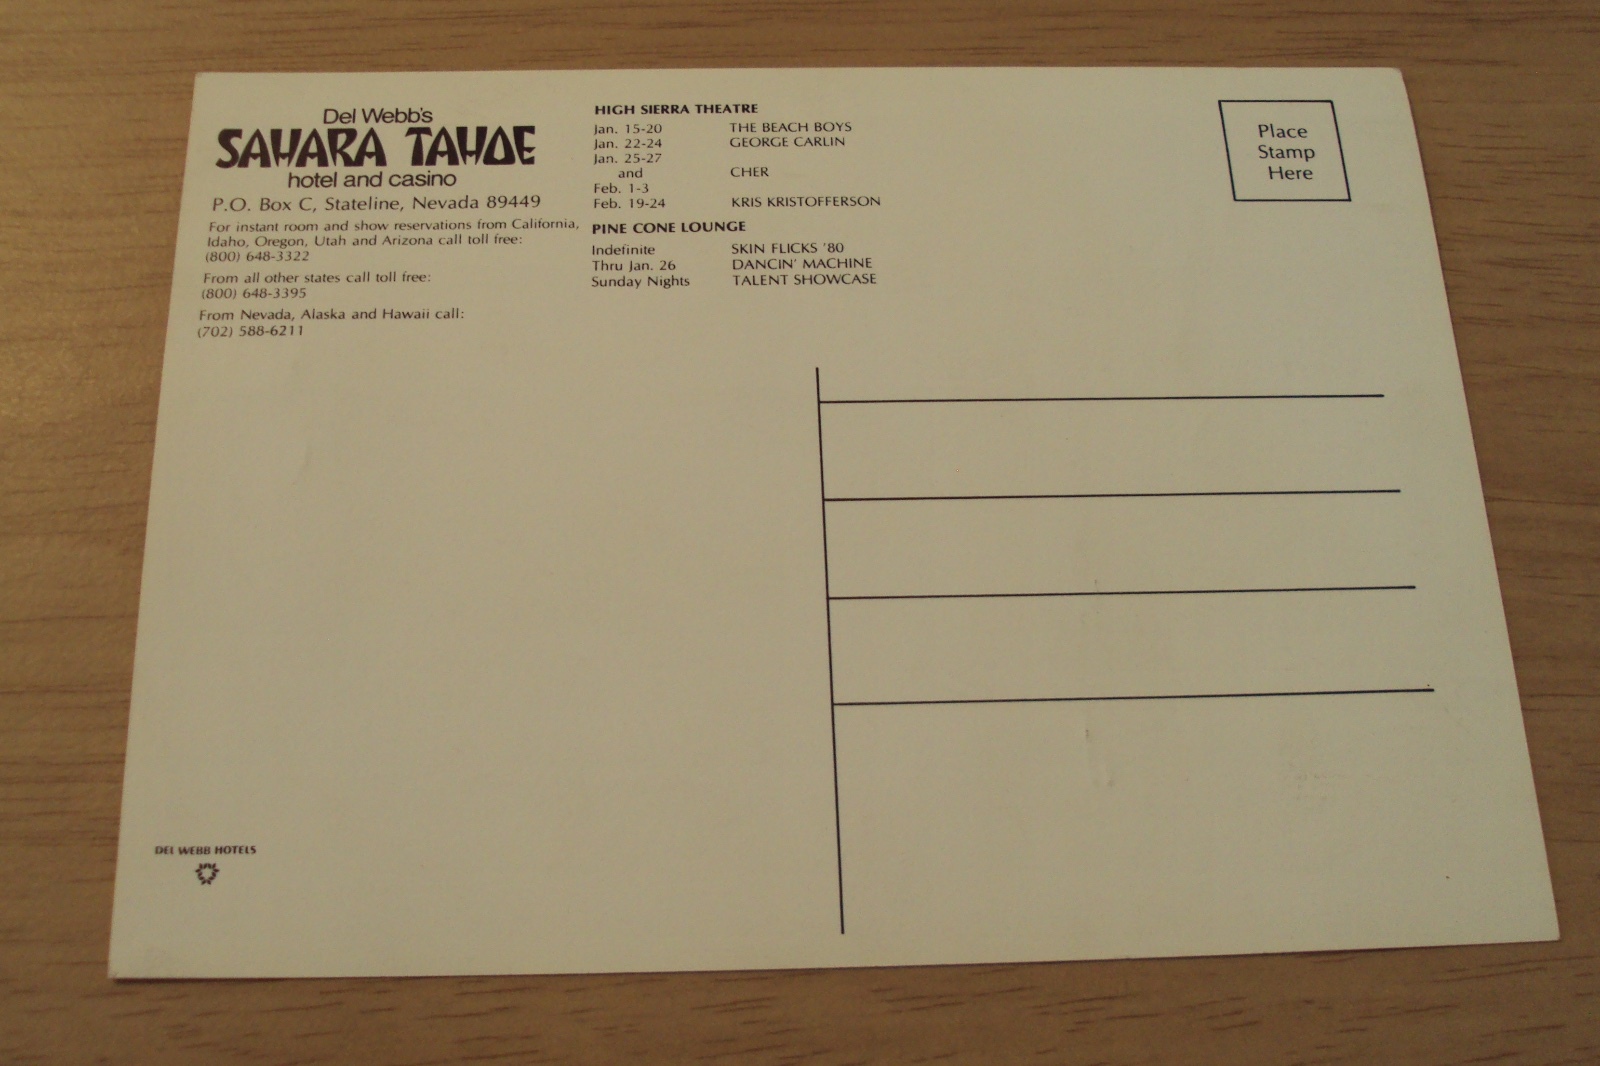 Del Webb's
SAHARA TAHOE
hotel and casino
P.O. Box C, Stateline, Nevada 89449
For instant room and show reservations from California,
Idaho, Oregon, Utah and Arizona call toll free:
(800) 648-3322
From all other states call toll free:
(800) 648-3395
From Nevada, Alaska and Hawaii call:
(702) 588-6211
HIGH SIERRA THEATRE
Jan. 15-20 THE BEACH BOYS
Jan. 22-24 GEORGE CARLIN
Jan. 25-27
and CHER
Feb. 1-3
Feb. 19-24 KRIS KRISTOFFERSON
PINE CONE LOUNGE
Indefinite SKIN FLICKS '80
Thru Jan. 26 DANCIN' MACHINE
Sunday Nights TALENT SHOWCASE
Place
Stamp
Here
DEL WEBB HOTELS